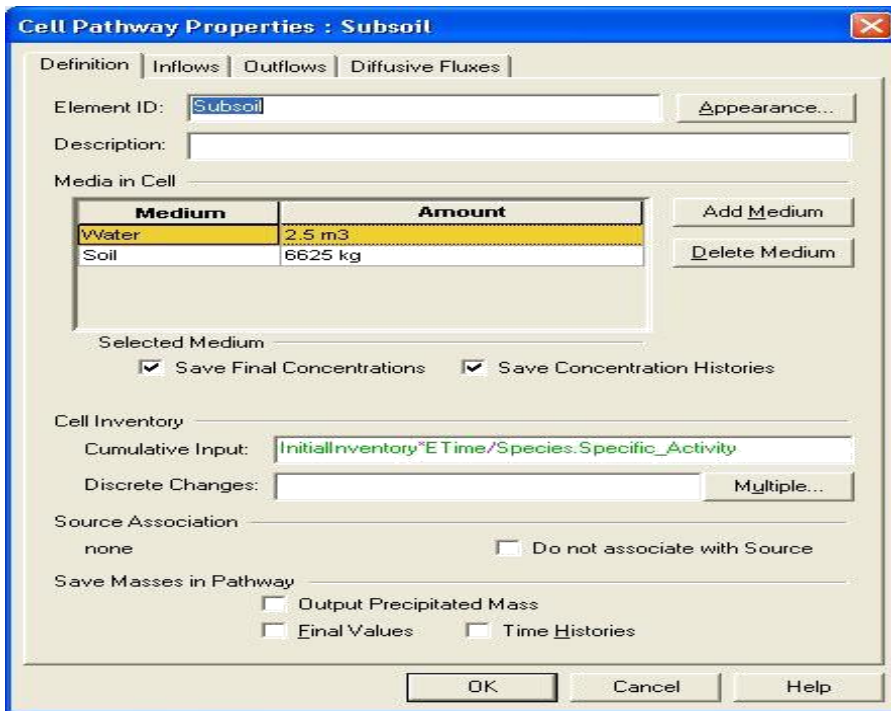 Cell Pathway Properties : Subsoil
Definition Inflows Outflows Diffusive Fluxes
Element ID: Subsoil Appearance...
Description:
Media in Cell
Medium Amount Add Medium
Water 2.5 m3
Soil 6625 kg Delete Medium
Selected Medium
Save Final Concentrations Save Concentration Histories
Cell Inventory
Cumulative Input: InitialInventory*ETime/Species.Specific_Activity
Discrete Changes: Multiple...
Source Association
none Do not associate with Source
Save Masses in Pathway
Output Precipitated Mass
Final Values Time Histories
OK Cancel Help